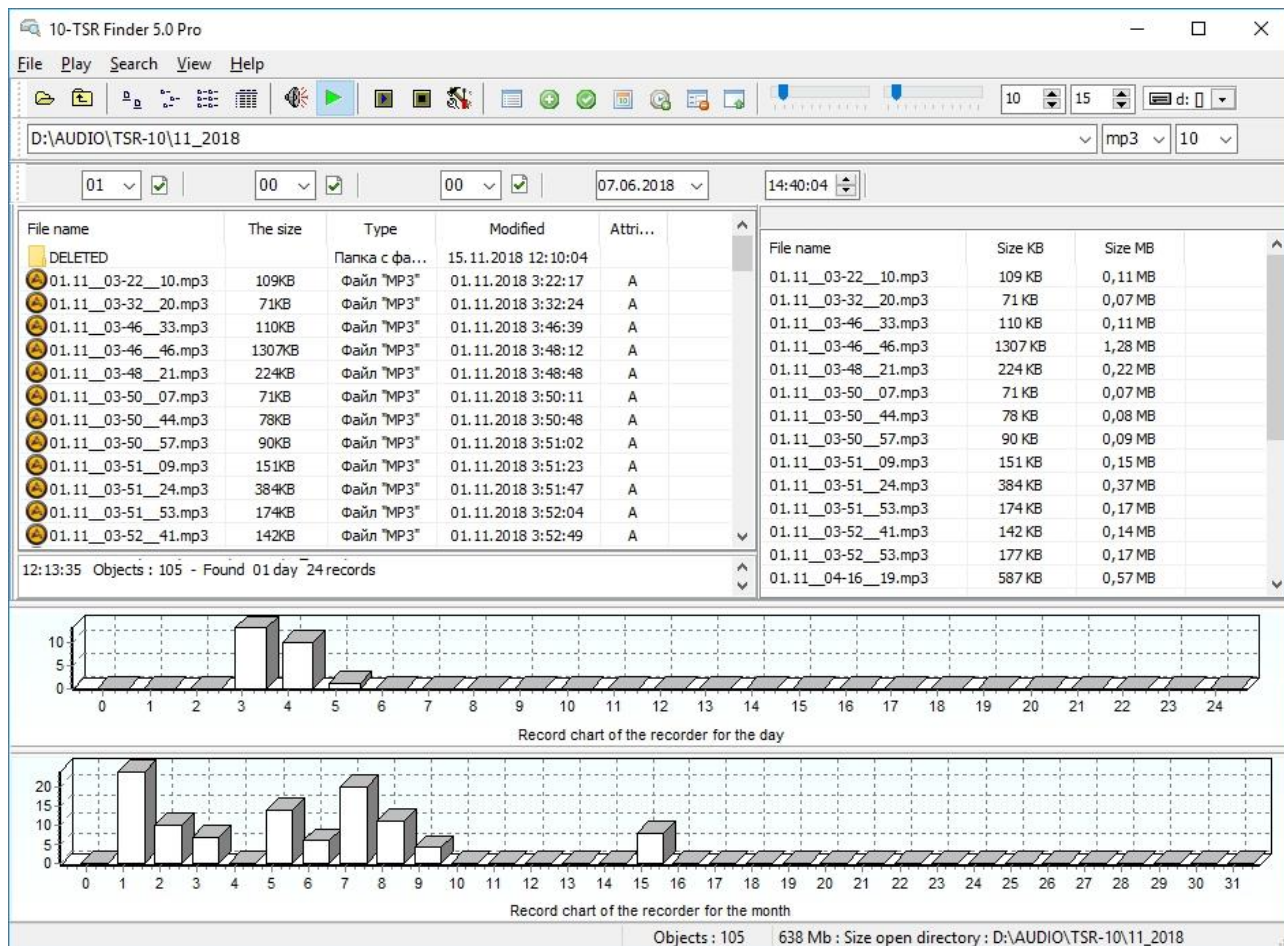 10-TSR Finder 5.0 Pro
File Play Search View Help
10 15 d: []
D:\AUDIO\TSR-10\11_2018 mp3 10
01 00 00 07.06.2018 14:40:04
File name The size Type Modified Attri...
DELETED Папка с фа... 15.11.2018 12:10:04
01.11__03-22__10.mp3 109KB Файл "MP3" 01.11.2018 3:22:17 A
01.11__03-32__20.mp3 71KB Файл "MP3" 01.11.2018 3:32:24 A
01.11__03-46__33.mp3 110KB Файл "MP3" 01.11.2018 3:46:39 A
01.11__03-46__46.mp3 1307KB Файл "MP3" 01.11.2018 3:48:12 A
01.11__03-48__21.mp3 224KB Файл "MP3" 01.11.2018 3:48:48 A
01.11__03-50__07.mp3 71KB Файл "MP3" 01.11.2018 3:50:11 A
01.11__03-50__44.mp3 78KB Файл "MP3" 01.11.2018 3:50:48 A
01.11__03-50__57.mp3 90KB Файл "MP3" 01.11.2018 3:51:02 A
01.11__03-51__09.mp3 151KB Файл "MP3" 01.11.2018 3:51:23 A
01.11__03-51__24.mp3 384KB Файл "MP3" 01.11.2018 3:51:47 A
01.11__03-51__53.mp3 174KB Файл "MP3" 01.11.2018 3:52:04 A
01.11__03-52__41.mp3 142KB Файл "MP3" 01.11.2018 3:52:49 A
12:13:35 Objects : 105 - Found 01 day 24 records
File name Size KB Size MB
01.11__03-22__10.mp3 109 KB 0,11 MB
01.11__03-32__20.mp3 71 KB 0,07 MB
01.11__03-46__33.mp3 110 KB 0,11 MB
01.11__03-46__46.mp3 1307 KB 1,28 MB
01.11__03-48__21.mp3 224 KB 0,22 MB
01.11__03-50__07.mp3 71 KB 0,07 MB
01.11__03-50__44.mp3 78 KB 0,08 MB
01.11__03-50__57.mp3 90 KB 0,09 MB
01.11__03-51__09.mp3 151 KB 0,15 MB
01.11__03-51__24.mp3 384 KB 0,37 MB
01.11__03-51__53.mp3 174 KB 0,17 MB
01.11__03-52__41.mp3 142 KB 0,14 MB
01.11__03-52__53.mp3 177 KB 0,17 MB
01.11__04-16__19.mp3 587 KB 0,57 MB
10
5
0
0 1 2 3 4 5 6 7 8 9 10 11 12 13 14 15 16 17 18 19 20 21 22 23 24
Record chart of the recorder for the day
20
15
10
5
0
0 1 2 3 4 5 6 7 8 9 10 11 12 13 14 15 16 17 18 19 20 21 22 23 24 25 26 27 28 29 30 31
Record chart of the recorder for the month
Objects : 105 638 Mb : Size open directory : D:\AUDIO\TSR-10\11_2018